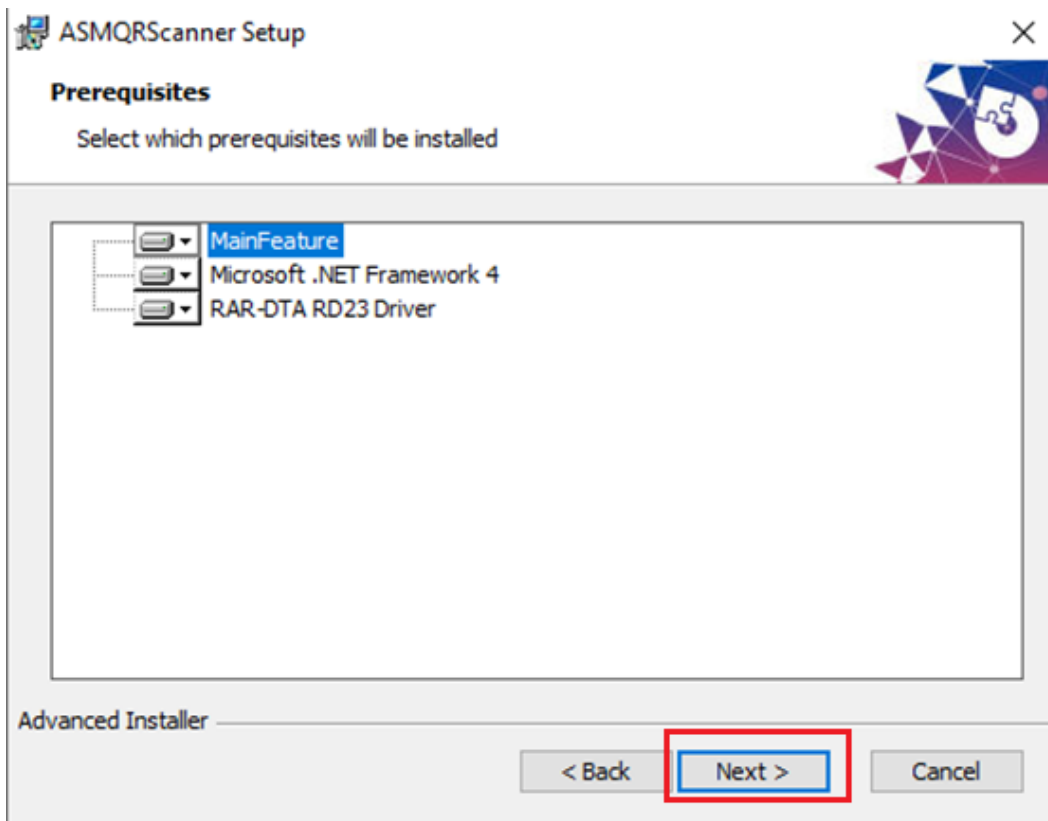 ASMQRScanner Setup
Prerequisites
Select which prerequisites will be installed
MainFeature
Microsoft .NET Framework 4
RAR-DTA RD23 Driver
Advanced Installer
< Back
Next >
Cancel